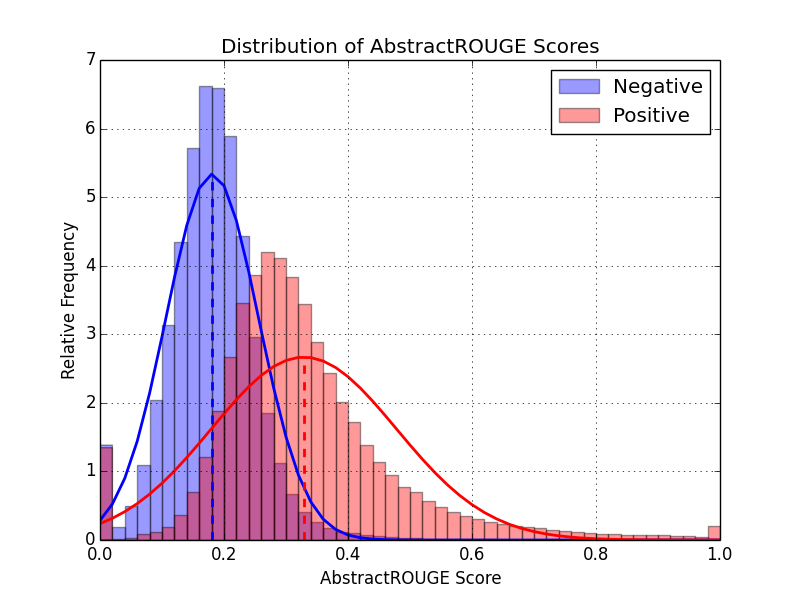 Distribution of AbstractROUGE Scores
Negative
Positive
Relative Frequency
7
6
5
4
3
2
1
0
0.0 0.2 0.4 0.6 0.8 1.0
AbstractROUGE Score